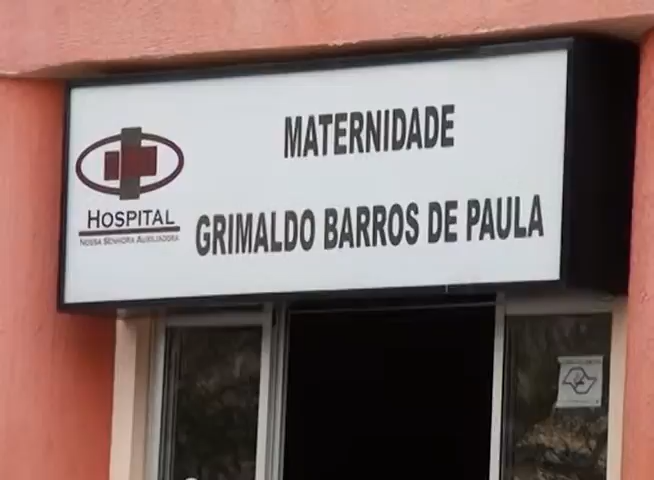 MATERNIDADE
GRIMALDO BARROS DE PAULA
HOSPITAL
NOSSA SENHORA AUXILIADORA